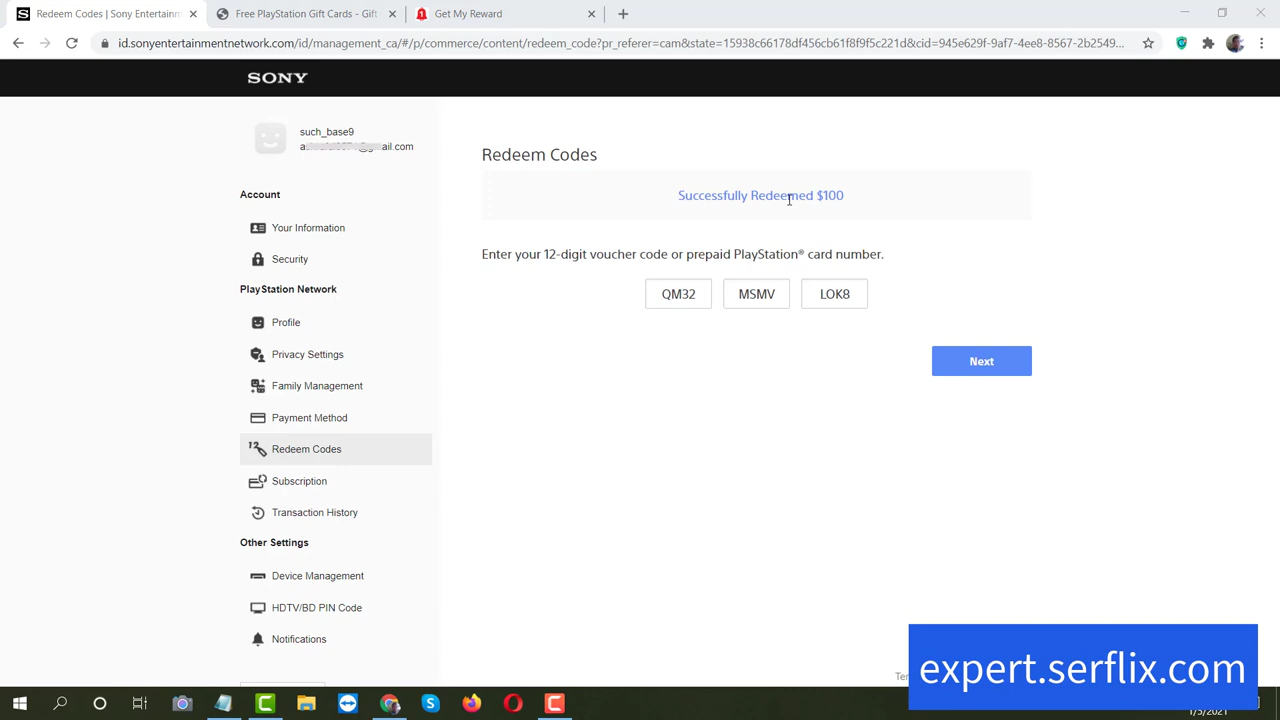 Redeem Codes | Sony Entertainm
Free PlayStation Gift Cards - Gift
Get My Reward
id.sonyentertainmentnetwork.com/id/management_ca/#/p/commerce/content/redeem_code?pr_referer=cam&state=15938c66178df456cb61f8f9f5c221d&cid=945e629f-9af7-4ee8-8567-2b2549...
SONY
such_base9
Account
Your Information
Security
PlayStation Network
Profile
Privacy Settings
Family Management
Payment Method
Redeem Codes
Subscription
Transaction History
Other Settings
Device Management
HDTV/BD PIN Code
Notifications
Redeem Codes
Successfully Redeemed $100
Enter your 12-digit voucher code or prepaid PlayStation® card number.
QM32 MSMV LOK8
Next
expert.serflix.com
1/5/2021